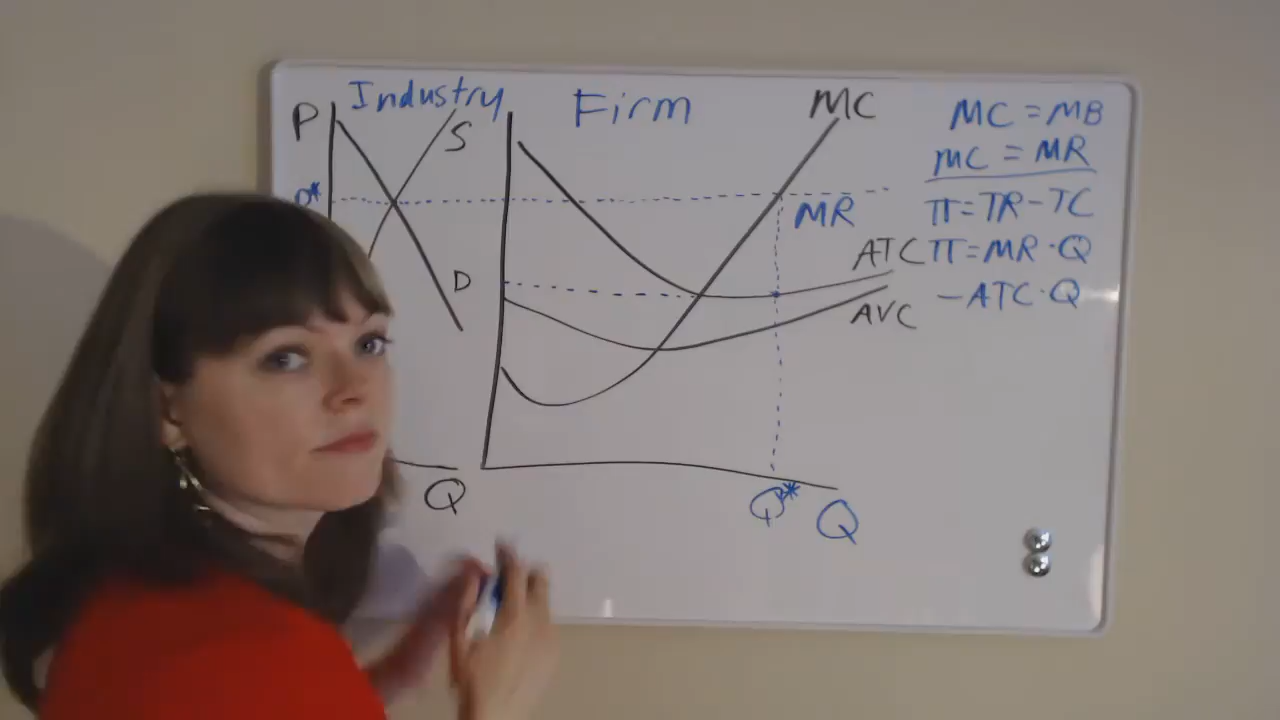 Industry
Firm
P
S
P*
D
Q
MC
MR
ATC
AVC
Q*
Q
MC = MB
MC = MR
π = TR - TC
π = MR · Q
- ATC · Q